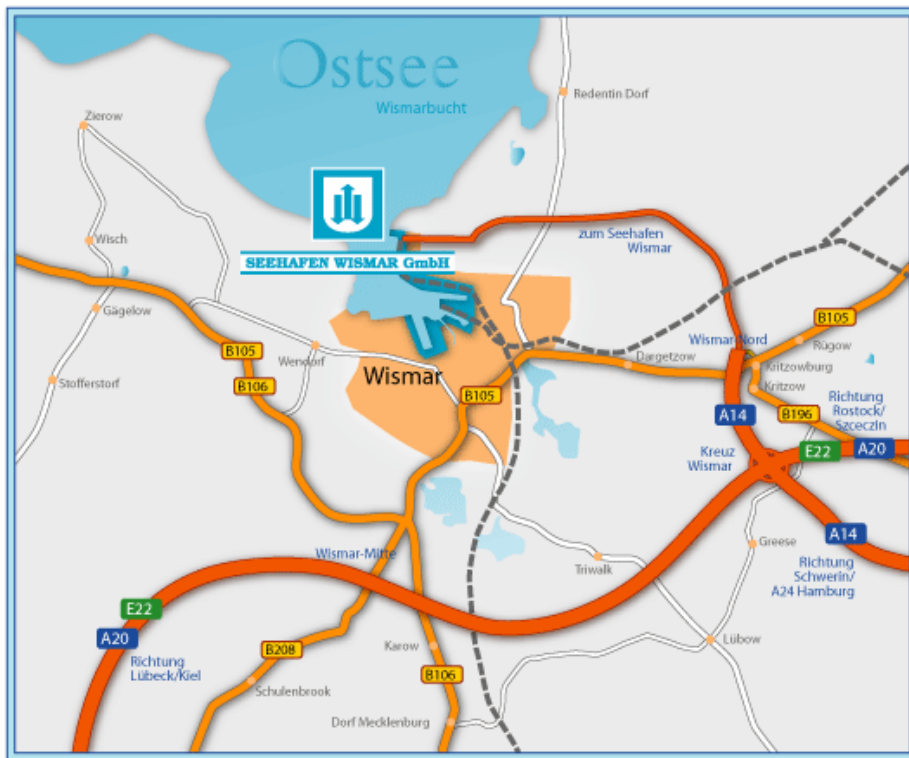 Ostsee
Wismarbucht
Redentin Dorf
Zierow
zum Seehafen
Wismar
Wisch
SEEHAFEN WISMAR GmbH
Gägelow
B105
Wismar-Nord
Rügow
B105
Wendorf
Dargetzow
Kritzowburg
Stofferstorf
B106
Wismar
B105
Kritzow
Richtung
Rostock/
Szceczin
A14
B196
Kreuz
Wismar
E22
A20
A14
Greese
Wismar-Mitte
Triwalk
Richtung
Schwerin/
A24 Hamburg
E22
A20
Lübow
Richtung
Lübeck/Kiel
B208
Karow
B106
Schulenbrook
Dorf Mecklenburg